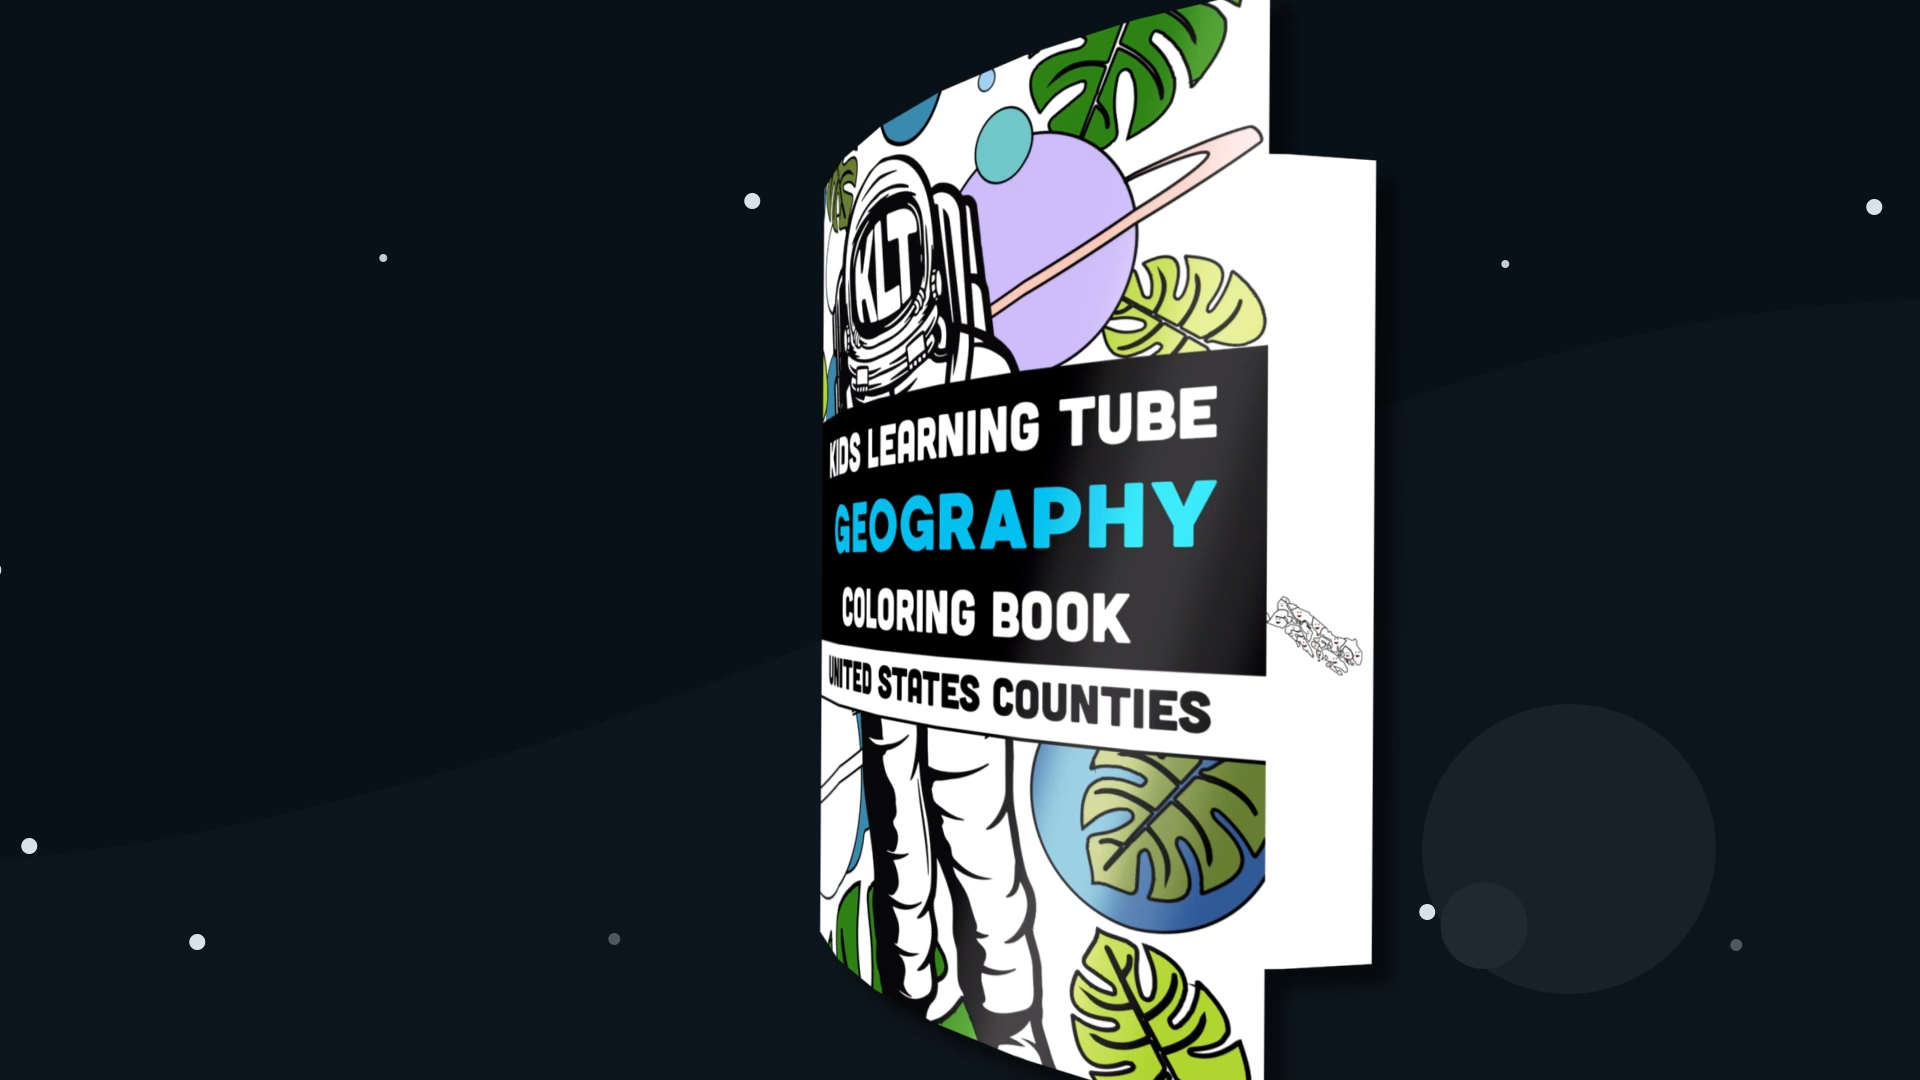 KLT
KIDS LEARNING TUBE
GEOGRAPHY
COLORING BOOK
UNITED STATES COUNTIES